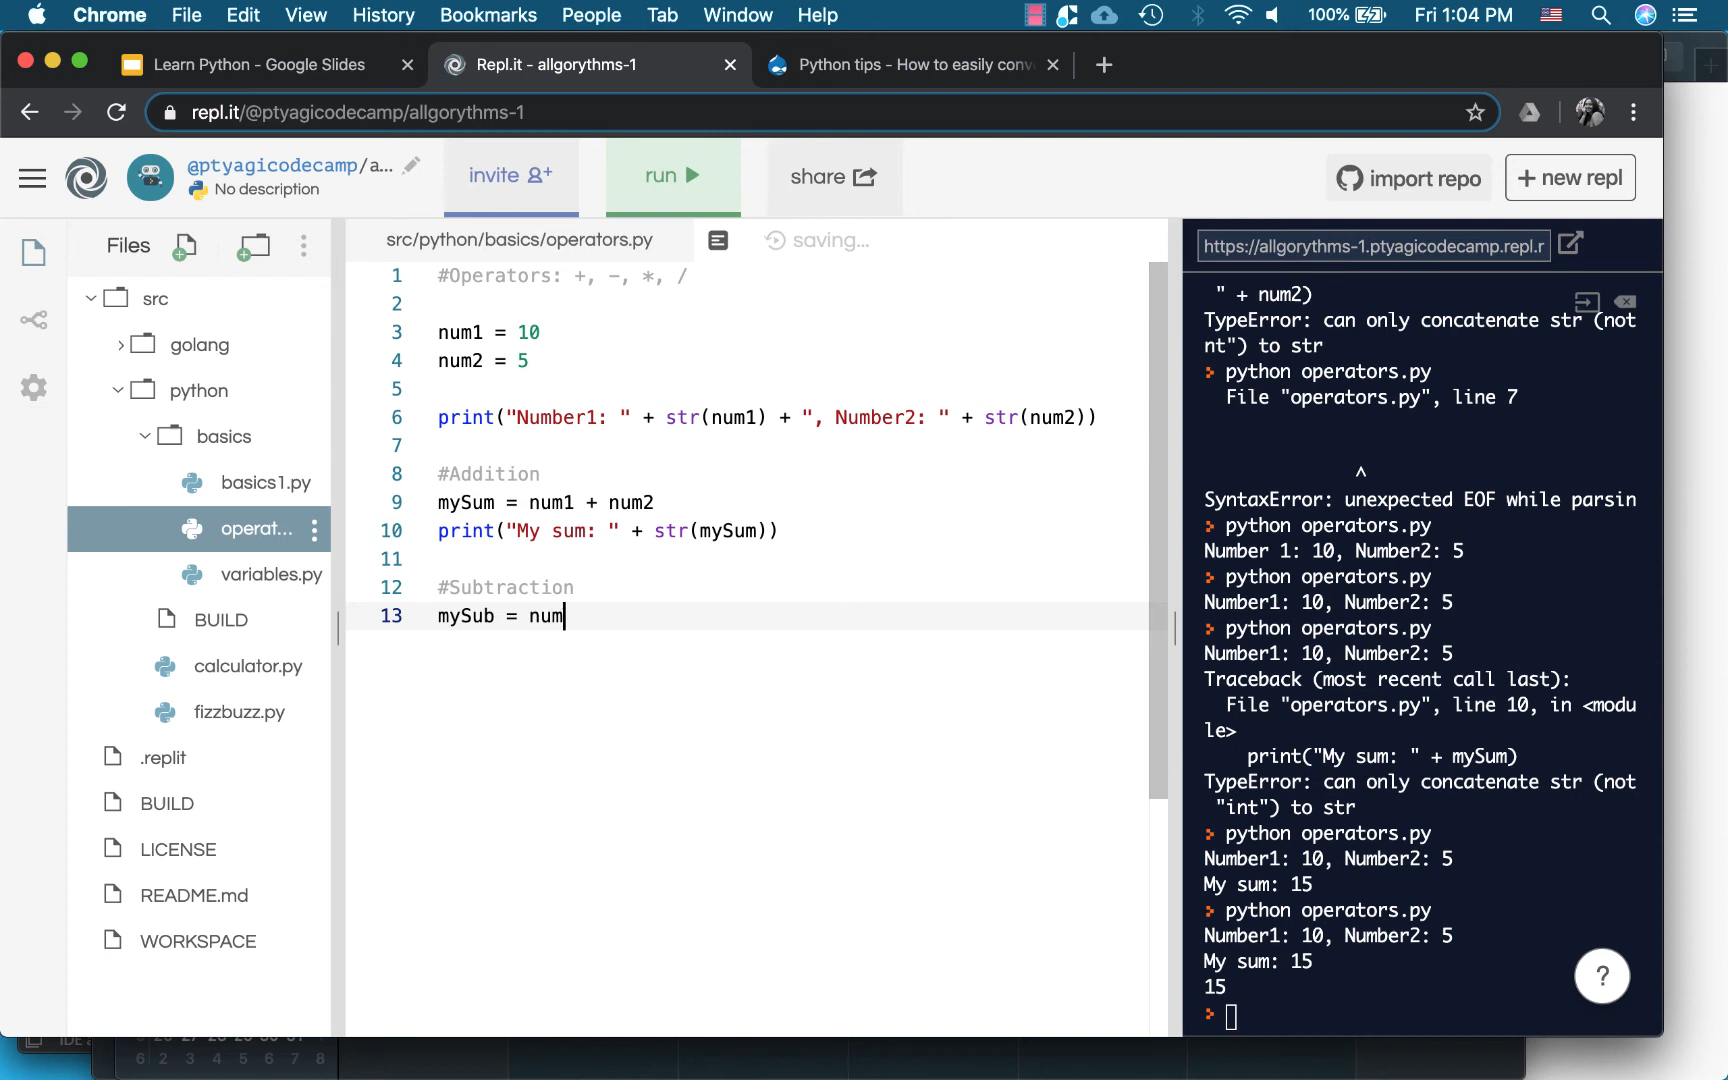 Chrome File Edit View History Bookmarks People Tab Window Help 100% Fri 1:04 PM
Learn Python - Google Slides
Repl.it - allgorythms-1
Python tips - How to easily conv
repl.it/@ptyagicodecamp/allgorythms-1
@ptyagicodecamp/a...
No description
invite
run
share
import repo
+ new repl
Files
src
golang
python
basics
basics1.py
operat...
variables.py
BUILD
calculator.py
fizzbuzz.py
.replit
BUILD
LICENSE
README.md
WORKSPACE
src/python/basics/operators.py
saving...
1 #Operators: +, -, *, /
2
3 num1 = 10
4 num2 = 5
5
6 print("Number1: " + str(num1) + ", Number2: " + str(num2))
7
8 #Addition
9 mySum = num1 + num2
10 print("My sum: " + str(mySum))
11
12 #Subtraction
13 mySub = num
https://allgorythms-1.ptyagicodecamp.repl.r
" + num2)
TypeError: can only concatenate str (not
nt") to str
python operators.py
File "operators.py", line 7
^
SyntaxError: unexpected EOF while parsin
python operators.py
Number 1: 10, Number2: 5
python operators.py
Number1: 10, Number2: 5
python operators.py
Number1: 10, Number2: 5
Traceback (most recent call last):
File "operators.py", line 10, in <modu
le>
print("My sum: " + mySum)
TypeError: can only concatenate str (not
"int") to str
python operators.py
Number1: 10, Number2: 5
My sum: 15
python operators.py
Number1: 10, Number2: 5
My sum: 15
15
?
6 2 3 4 5 6 7 8